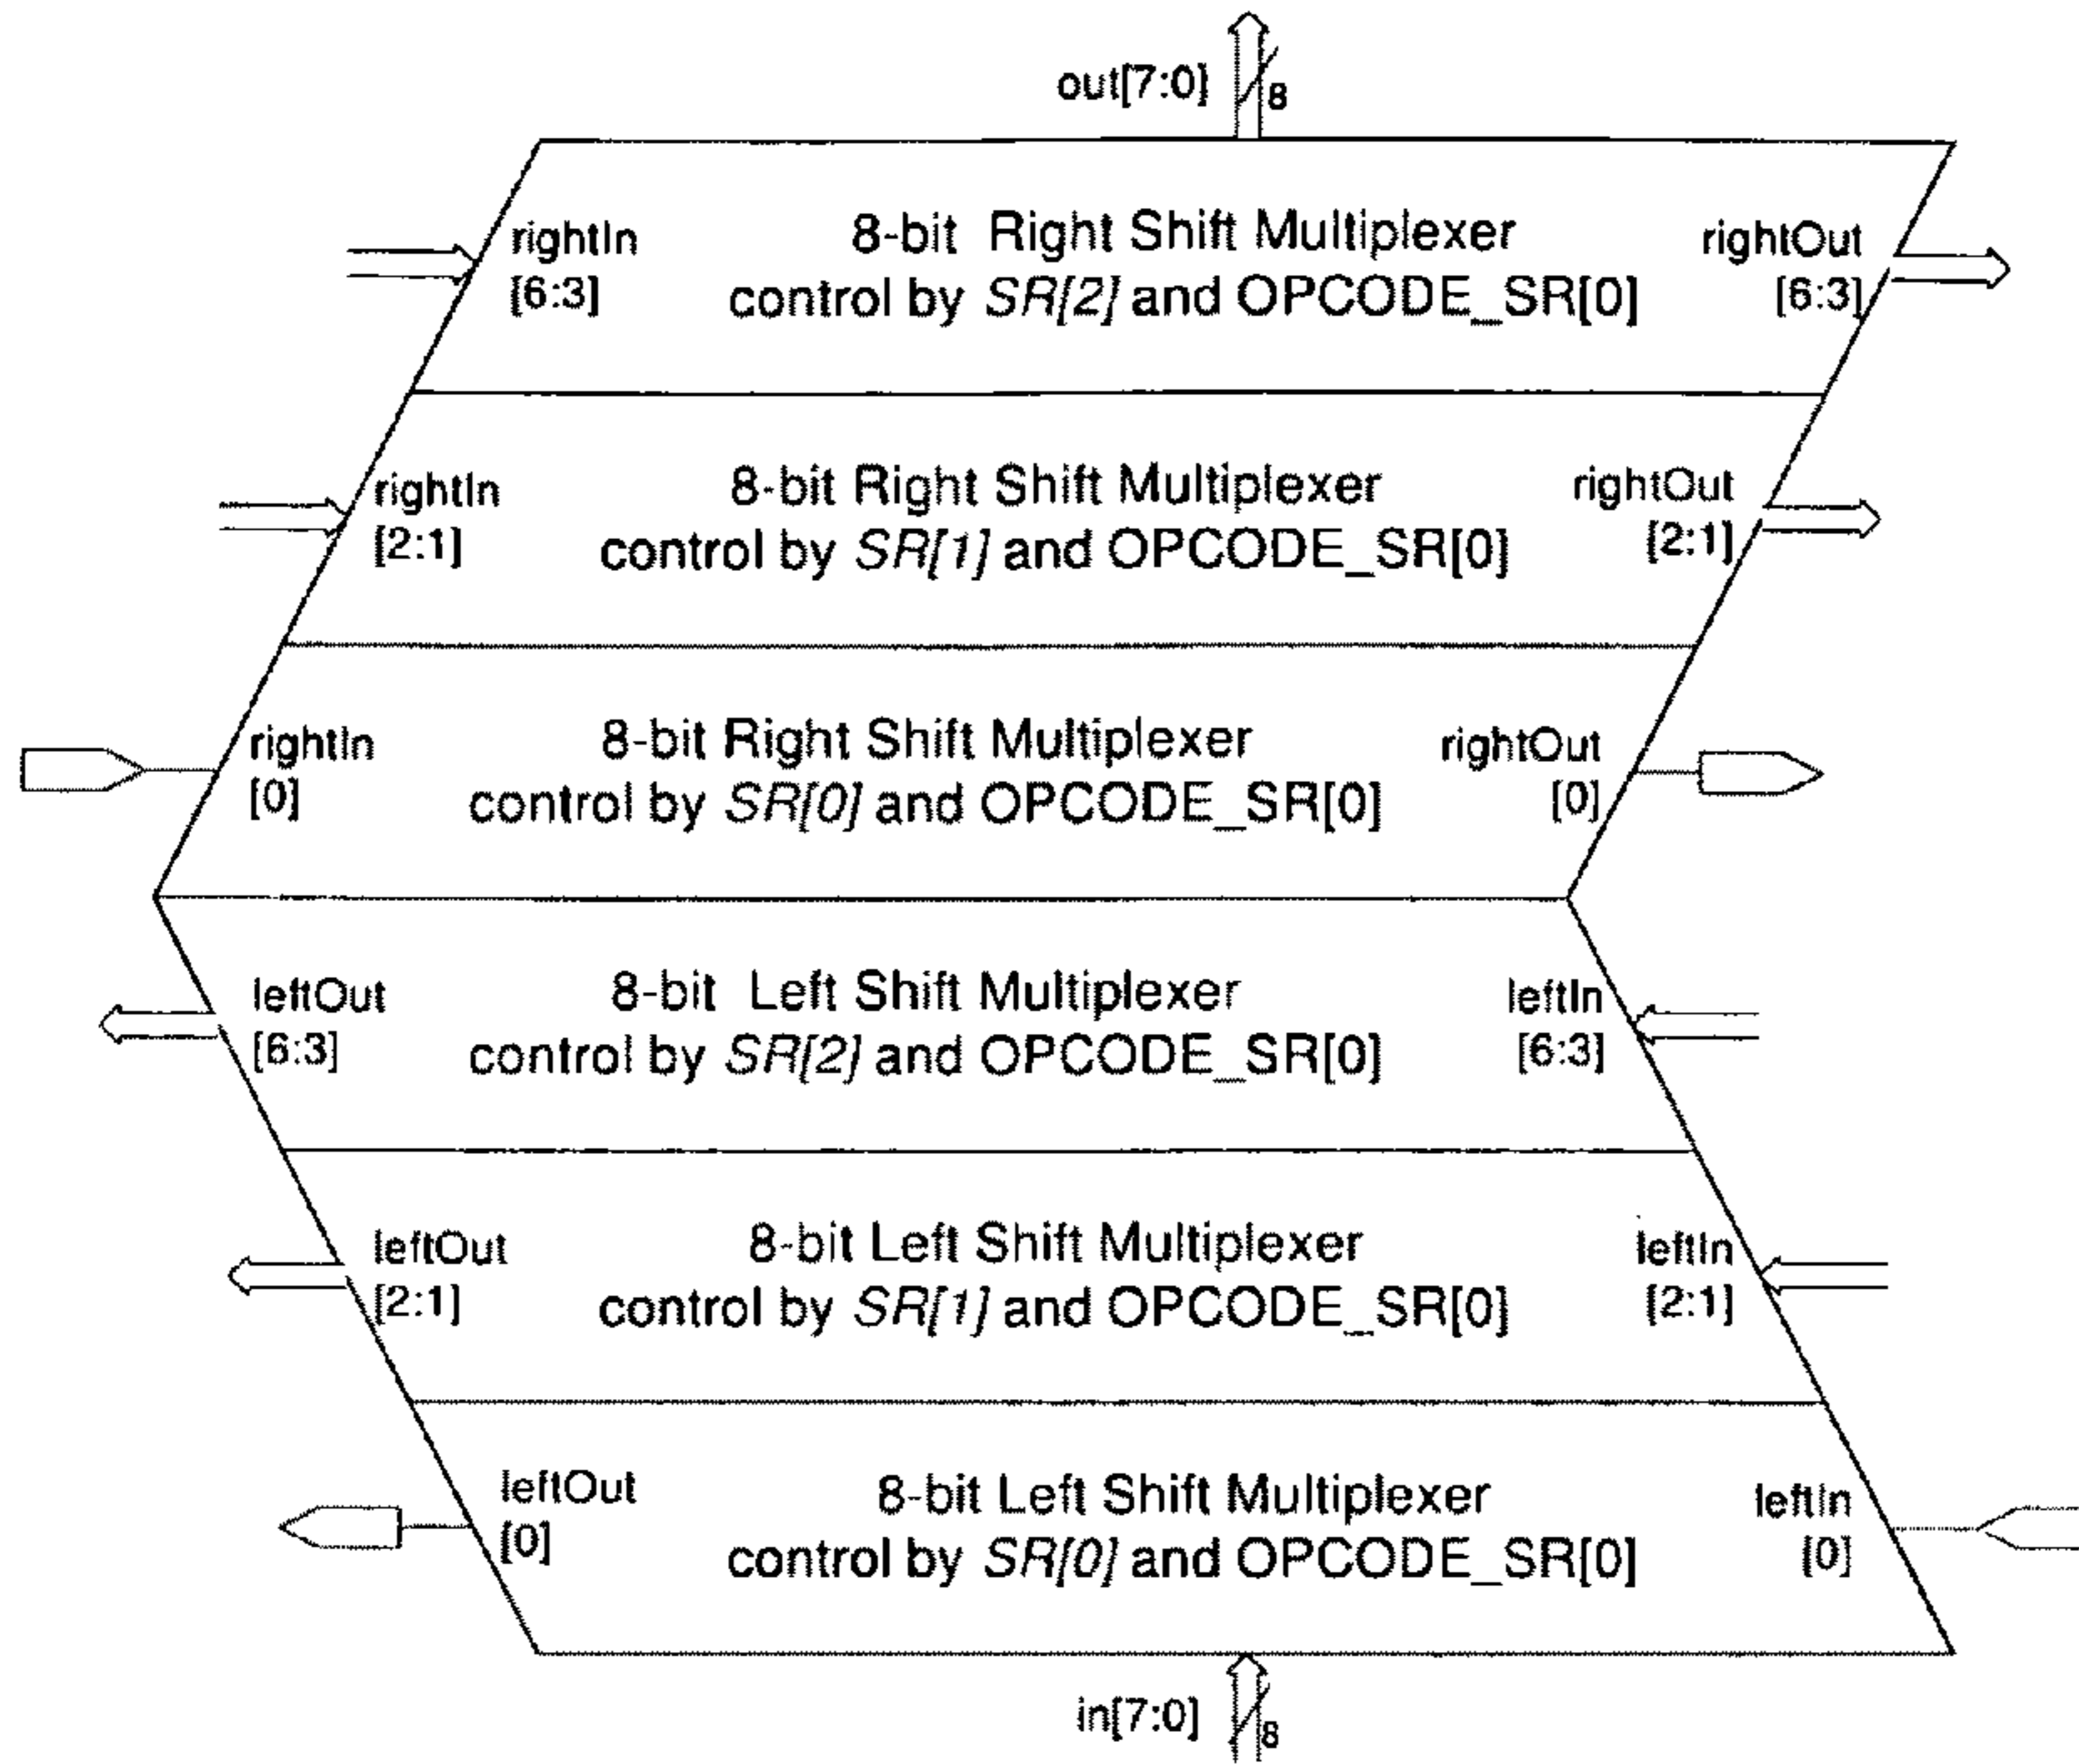 out[7:0]
8
rightIn
[6:3]
8-bit Right Shift Multiplexer
control by SR[2] and OPCODE_SR[0]
rightOut
[6:3]
rightIn
[2:1]
8-bit Right Shift Multiplexer
control by SR[1] and OPCODE_SR[0]
rightOut
[2:1]
rightIn
[0]
8-bit Right Shift Multiplexer
control by SR[0] and OPCODE_SR[0]
rightOut
[0]
leftOut
[6:3]
8-bit Left Shift Multiplexer
control by SR[2] and OPCODE_SR[0]
leftIn
[6:3]
leftOut
[2:1]
8-bit Left Shift Multiplexer
control by SR[1] and OPCODE_SR[0]
leftIn
[2:1]
leftOut
[0]
8-bit Left Shift Multiplexer
control by SR[0] and OPCODE_SR[0]
leftIn
[0]
in[7:0]
8